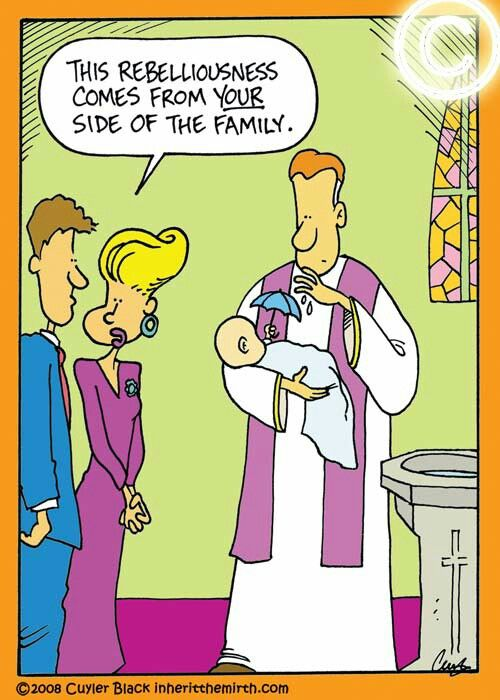 ©
THIS REBELLIOUSNESS
COMES FROM YOUR
SIDE OF THE FAMILY.
©2008 Cuyler Black inheritthemirth.com